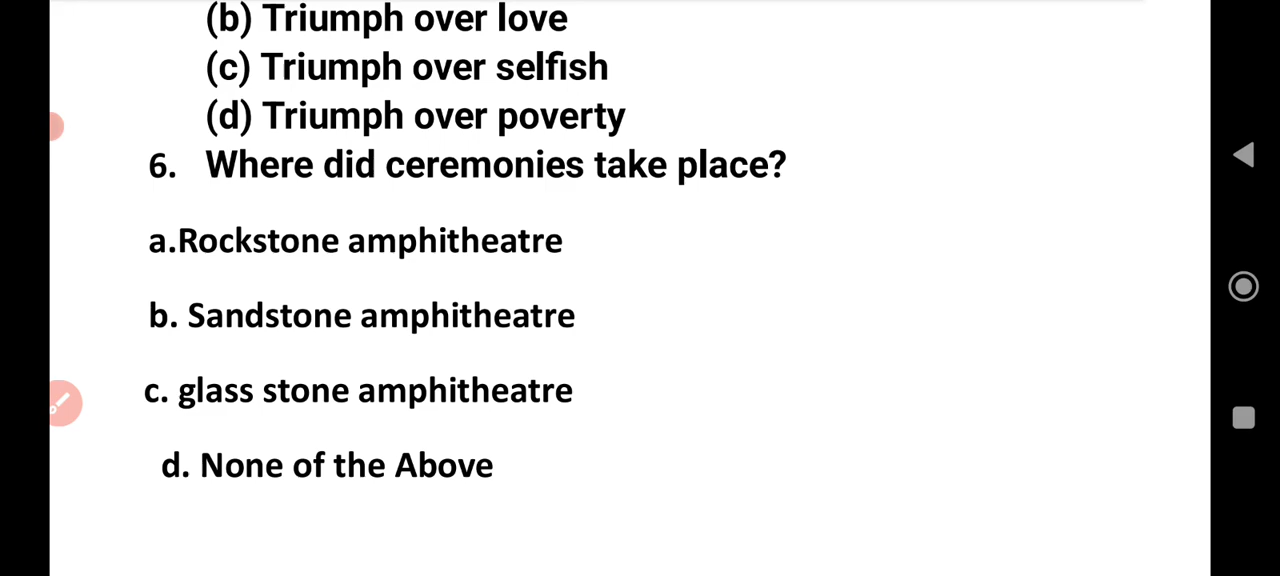 (b) Triumph over love
(c) Triumph over selfish
(d) Triumph over poverty
6. Where did ceremonies take place?
a.Rockstone amphitheatre
b. Sandstone amphitheatre
c. glass stone amphitheatre
d. None of the Above